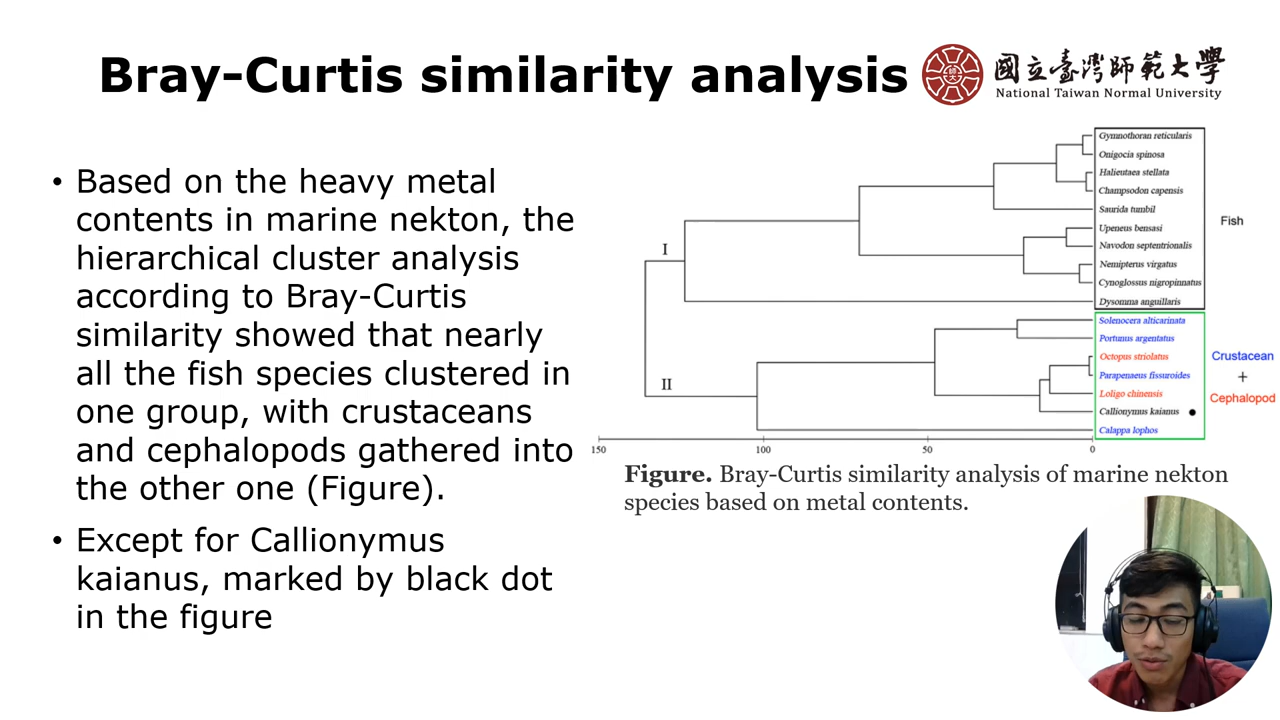 Bray-Curtis similarity analysis
國立臺灣師範大學
National Taiwan Normal University
• Based on the heavy metal
contents in marine nekton, the
hierarchical cluster analysis
according to Bray-Curtis
similarity showed that nearly
all the fish species clustered in
one group, with crustaceans
and cephalopods gathered into
the other one (Figure).
• Except for Callionymus
kaianus, marked by black dot
in the figure
I
II
Gymnothoran reticularis
Onigocia spinosa
Halieutaea stellata
Champsodon capensis
Saurida tumbil
Upeneus bensasi
Navodon septentrionalis
Nemipterus virgatus
Cynoglossus nigropinnatus
Dysomma anguillaris
Fish
Solenocera alticarinata
Portunus argentatus
Octopus striolatus
Parapenaeus fissuroides
Loligo chinensis
Callionymus kaianus
Calappa lophos
Crustacean
+
Cephalopod
150 100 50 0
Figure. Bray-Curtis similarity analysis of marine nekton
species based on metal contents.